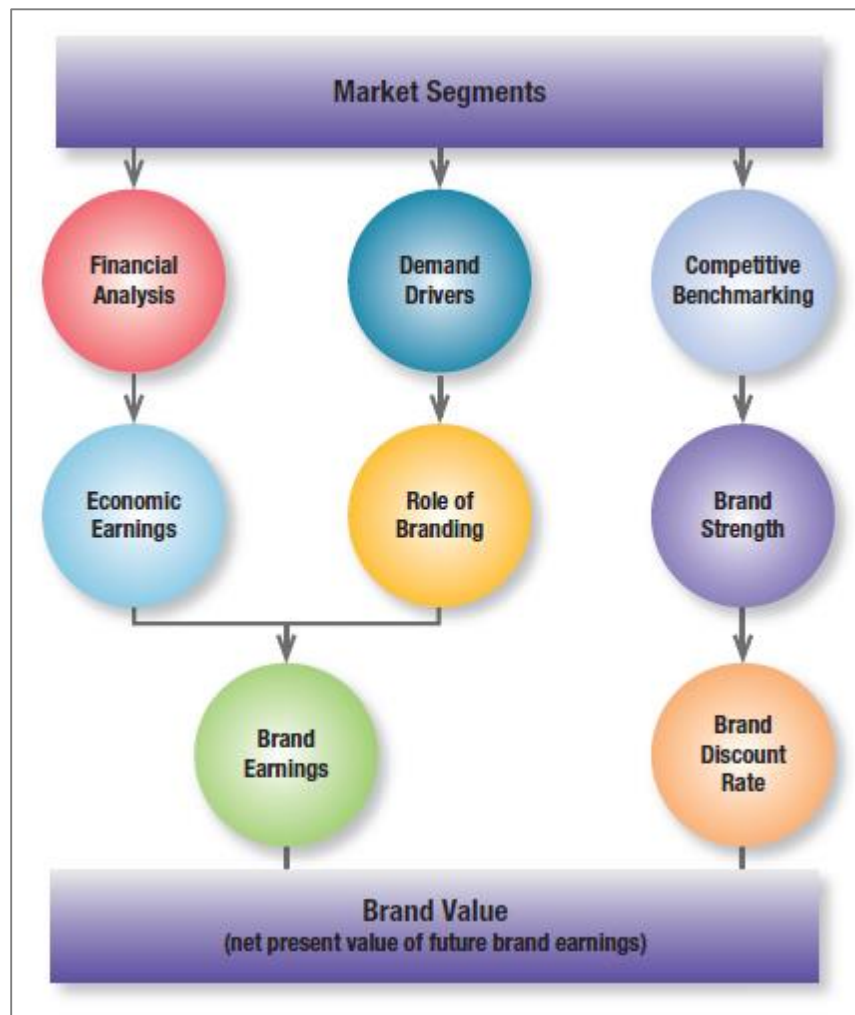 Market Segments
Financial
Analysis
Demand
Drivers
Competitive
Benchmarking
Economic
Earnings
Role of
Branding
Brand
Strength
Brand
Earnings
Brand
Discount
Rate
Brand Value
(net present value of future brand earnings)